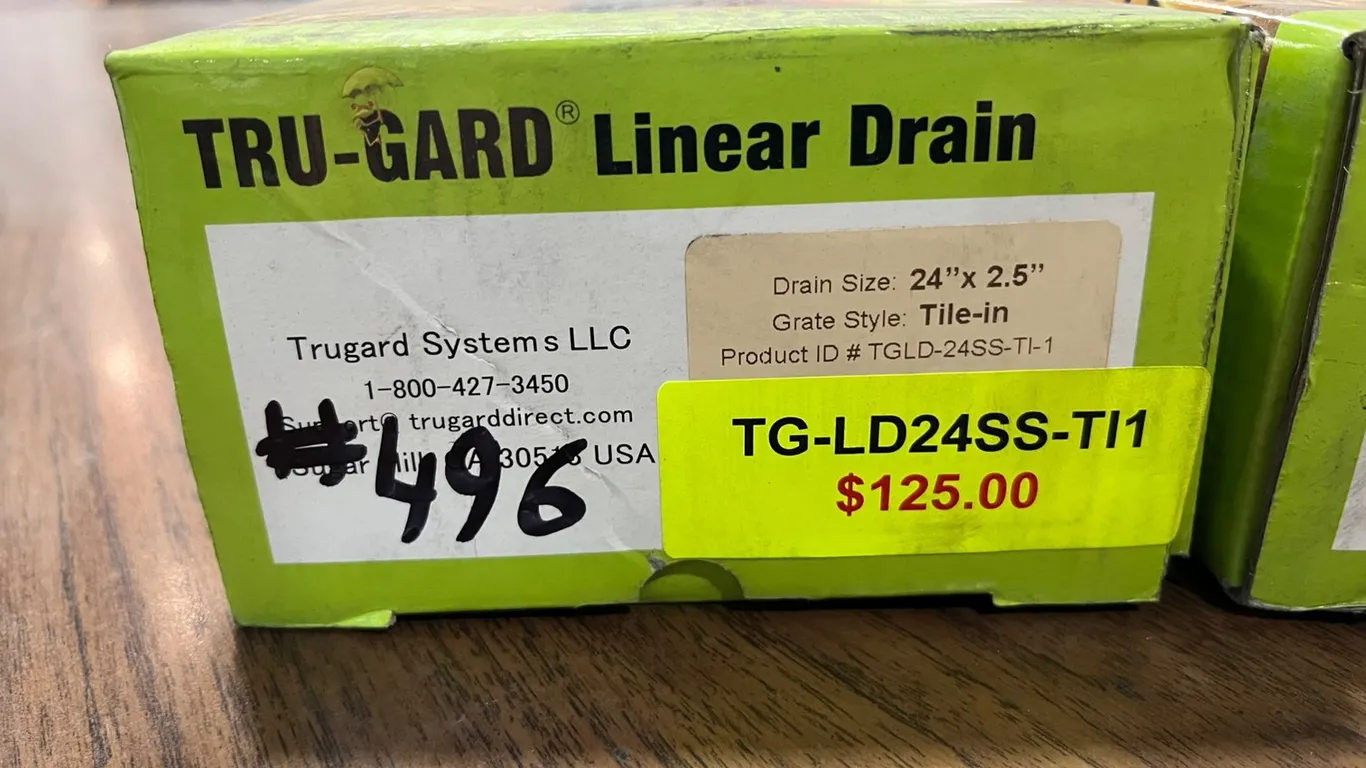 TRU-GARD® Linear Drain
Drain Size: 24”x 2.5”
Grate Style: Tile-in
Product ID # TGLD-24SS-TI-1
Trugard Systems LLC
1-800-427-3450
trugarddirect.com
USA
#496
TG-LD24SS-TI1
$125.00